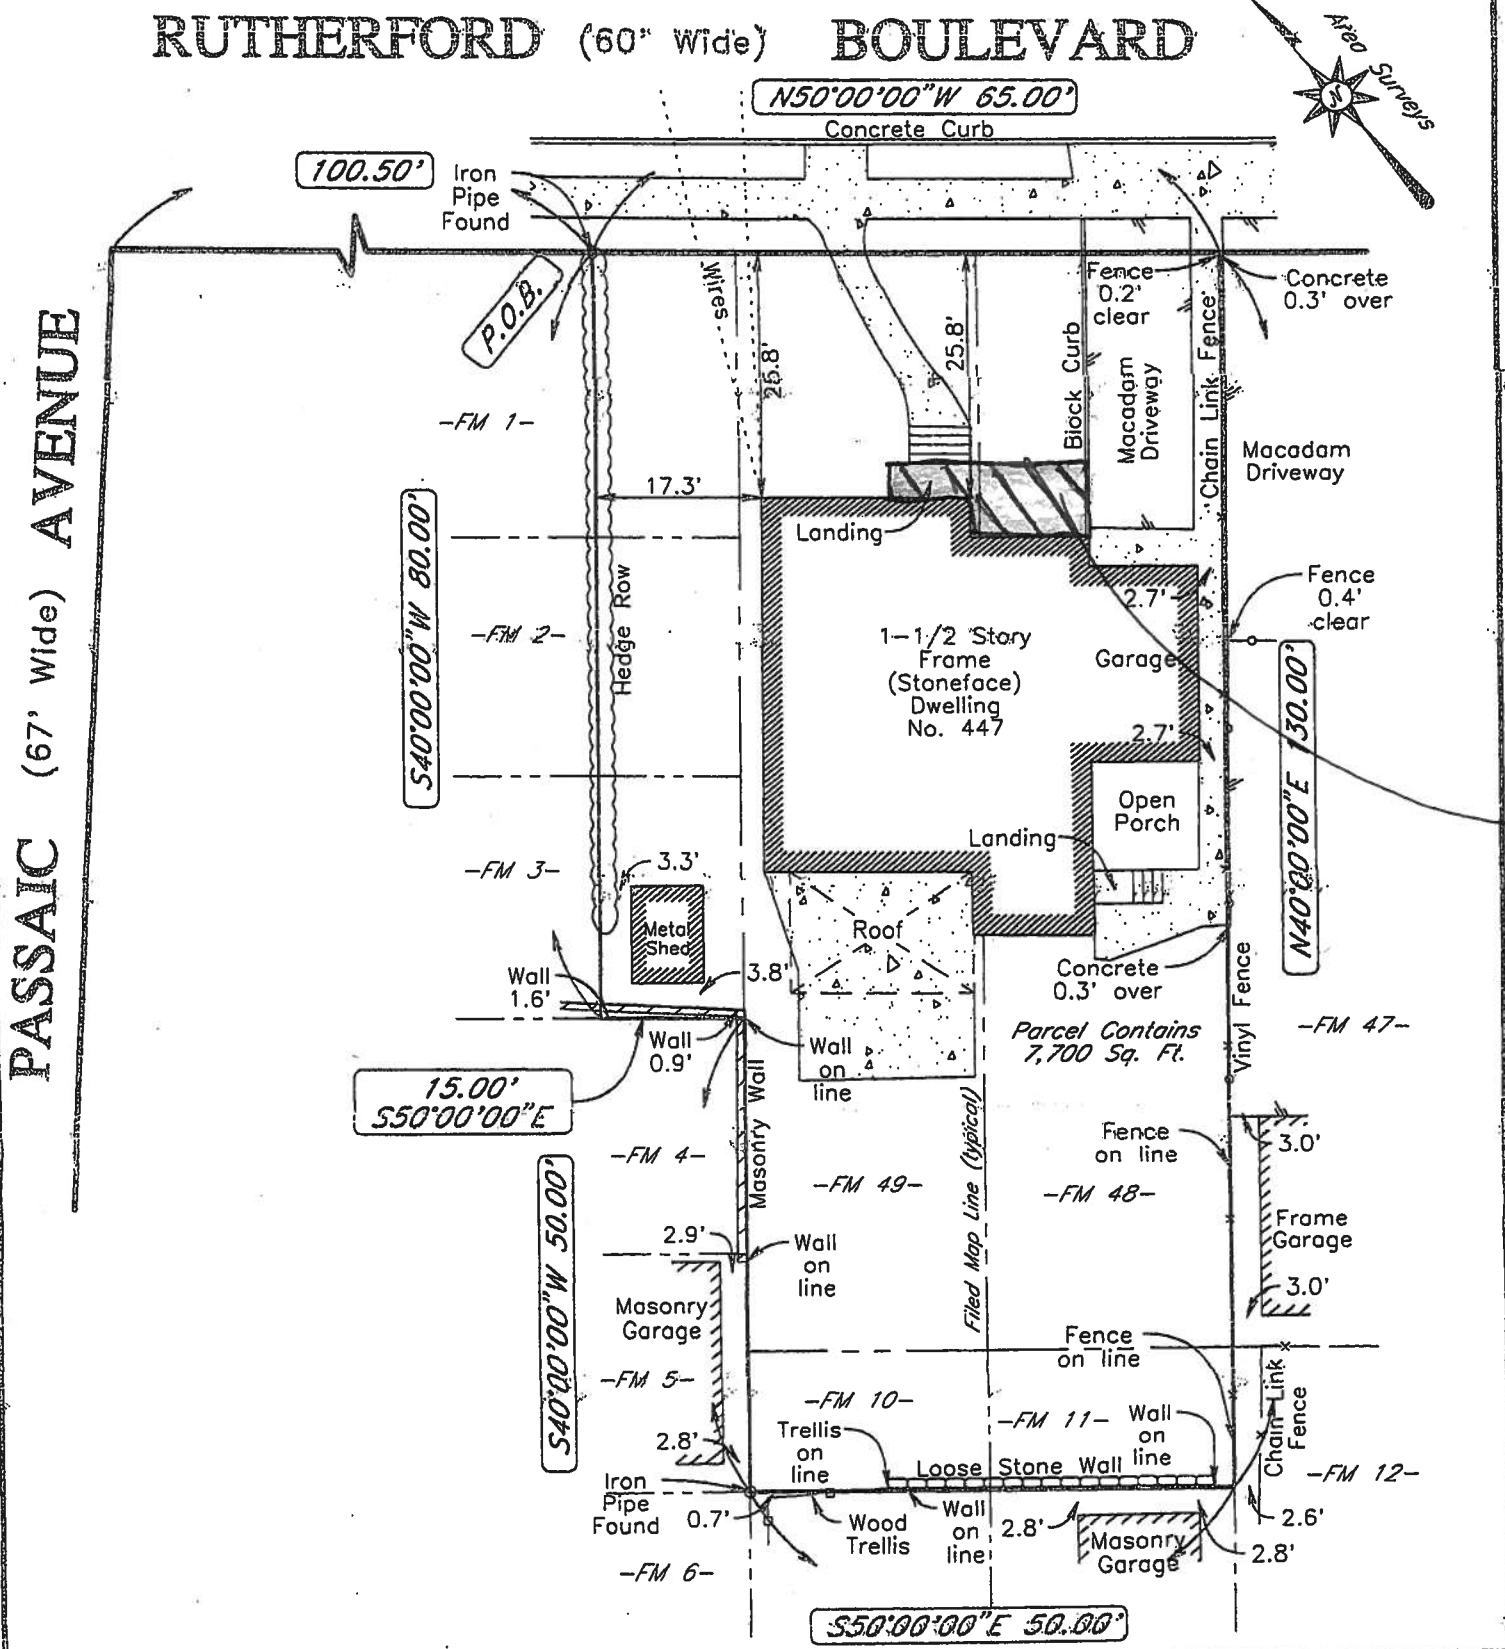 RUTHERFORD (60" Wide) BOULEVARD
Area Surveys
N
N50°00'00"W 65.00'
Concrete Curb
100.50'
Iron
Pipe
Found
P.O.B.
Wires
25.8'
25.8'
Fence
0.2'
clear
Concrete
0.3' over
Block Curb
Macadam
Driveway
Chain Link Fence
Macadam
Driveway
PASSAIC (67' Wide) AVENUE
-FM 1-
17.3'
Landing
S40°00'00"W 80.00'
Hedge Row
-FM 2-
1-1/2 Story
Frame
(Stoneface)
Dwelling
No. 447
2.7'
Garage
2.7'
Fence
0.4'
clear
N40°00'00"E 130.00'
Open
Porch
Landing
-FM 3-
3.3'
Metal
Shed
3.8'
Roof
Wall
1.6'
Wall
0.9'
Wall
on
line
Concrete
0.3' over
Vinyl Fence
Parcel Contains
7,700 Sq. Ft.
-FM 47-
15.00'
S50°00'00"E
Masonry Wall
Filed Map Line (typical)
Fence
on line
3.0'
-FM 4-
-FM 49-
-FM 48-
Frame
Garage
3.0'
S40°00'00"W 50.00'
2.9'
Wall
on
line
Masonry
Garage
Fence
on line
-FM 5-
-FM 10-
-FM 11-
Chain Link
Fence
Trellis
on
line
Wall
on
line
2.8'
Loose Stone Wall
-FM 12-
Iron
Pipe
Found
0.7'
Wood
Trellis
Wall
on
line
2.8'
Masonry
Garage
2.6'
2.8'
-FM 6-
S50°00'00"E 50.00'